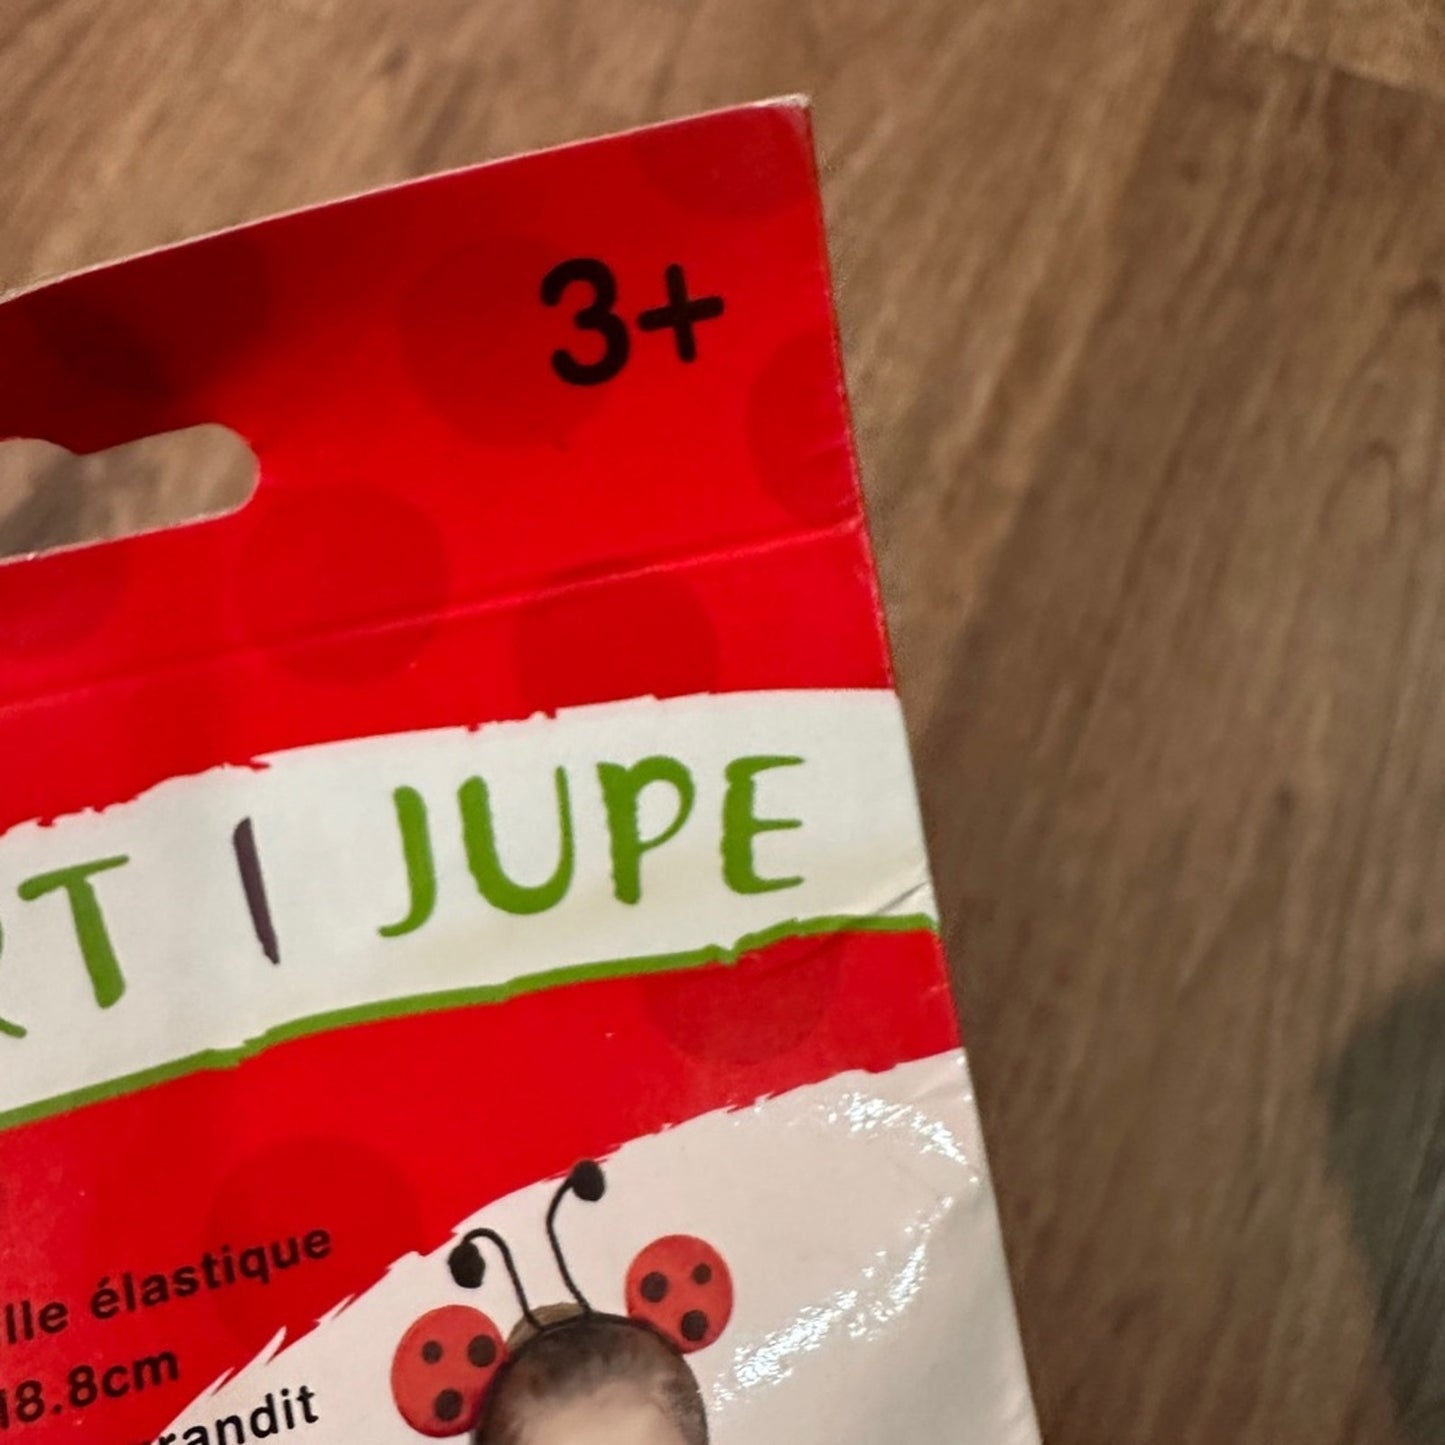 3+
RT | JUPE
lle élastique
18.8cm
randit